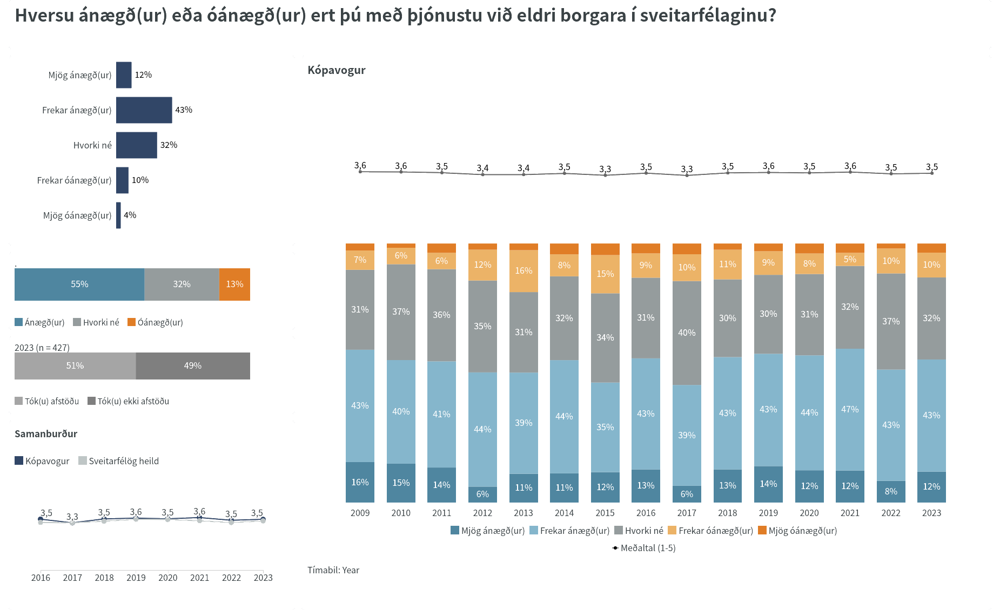 Hversu ánægð(ur) eða óánægð(ur) ert þú með þjónustu við eldri borgara í sveitarfélaginu?
Mjög ánægð(ur) 12%
Frekar ánægð(ur) 43%
Hvorki né 32%
Frekar óánægð(ur) 10%
Mjög óánægð(ur) 4%
.
55% 32% 13%
Ánægð(ur) Hvorki né Óánægð(ur)
2023 (n = 427)
51% 49%
Tók(u) afstöðu Tók(u) ekki afstöðu
Samanburður
Kópavogur Sveitarfélög heild
3,5 3,3 3,5 3,6 3,5 3,6 3,5 3,5
2016 2017 2018 2019 2020 2021 2022 2023
Kópavogur
3,6 3,6 3,5 3,4 3,4 3,5 3,3 3,5 3,3 3,5 3,6 3,5 3,6 3,5 3,5
7% 6% 6% 12% 16% 8% 15% 9% 10% 11% 9% 8% 5% 10% 10%
31% 37% 36% 35% 31% 32% 34% 31% 40% 30% 30% 31% 32% 37% 32%
43% 40% 41% 44% 39% 44% 35% 43% 39% 43% 43% 44% 47% 43% 43%
16% 15% 14% 6% 11% 11% 12% 13% 6% 13% 14% 12% 12% 8% 12%
2009 2010 2011 2012 2013 2014 2015 2016 2017 2018 2019 2020 2021 2022 2023
Mjög ánægð(ur) Frekar ánægð(ur) Hvorki né Frekar óánægð(ur) Mjög óánægð(ur)
Meðaltal (1-5)
Tímabil: Year